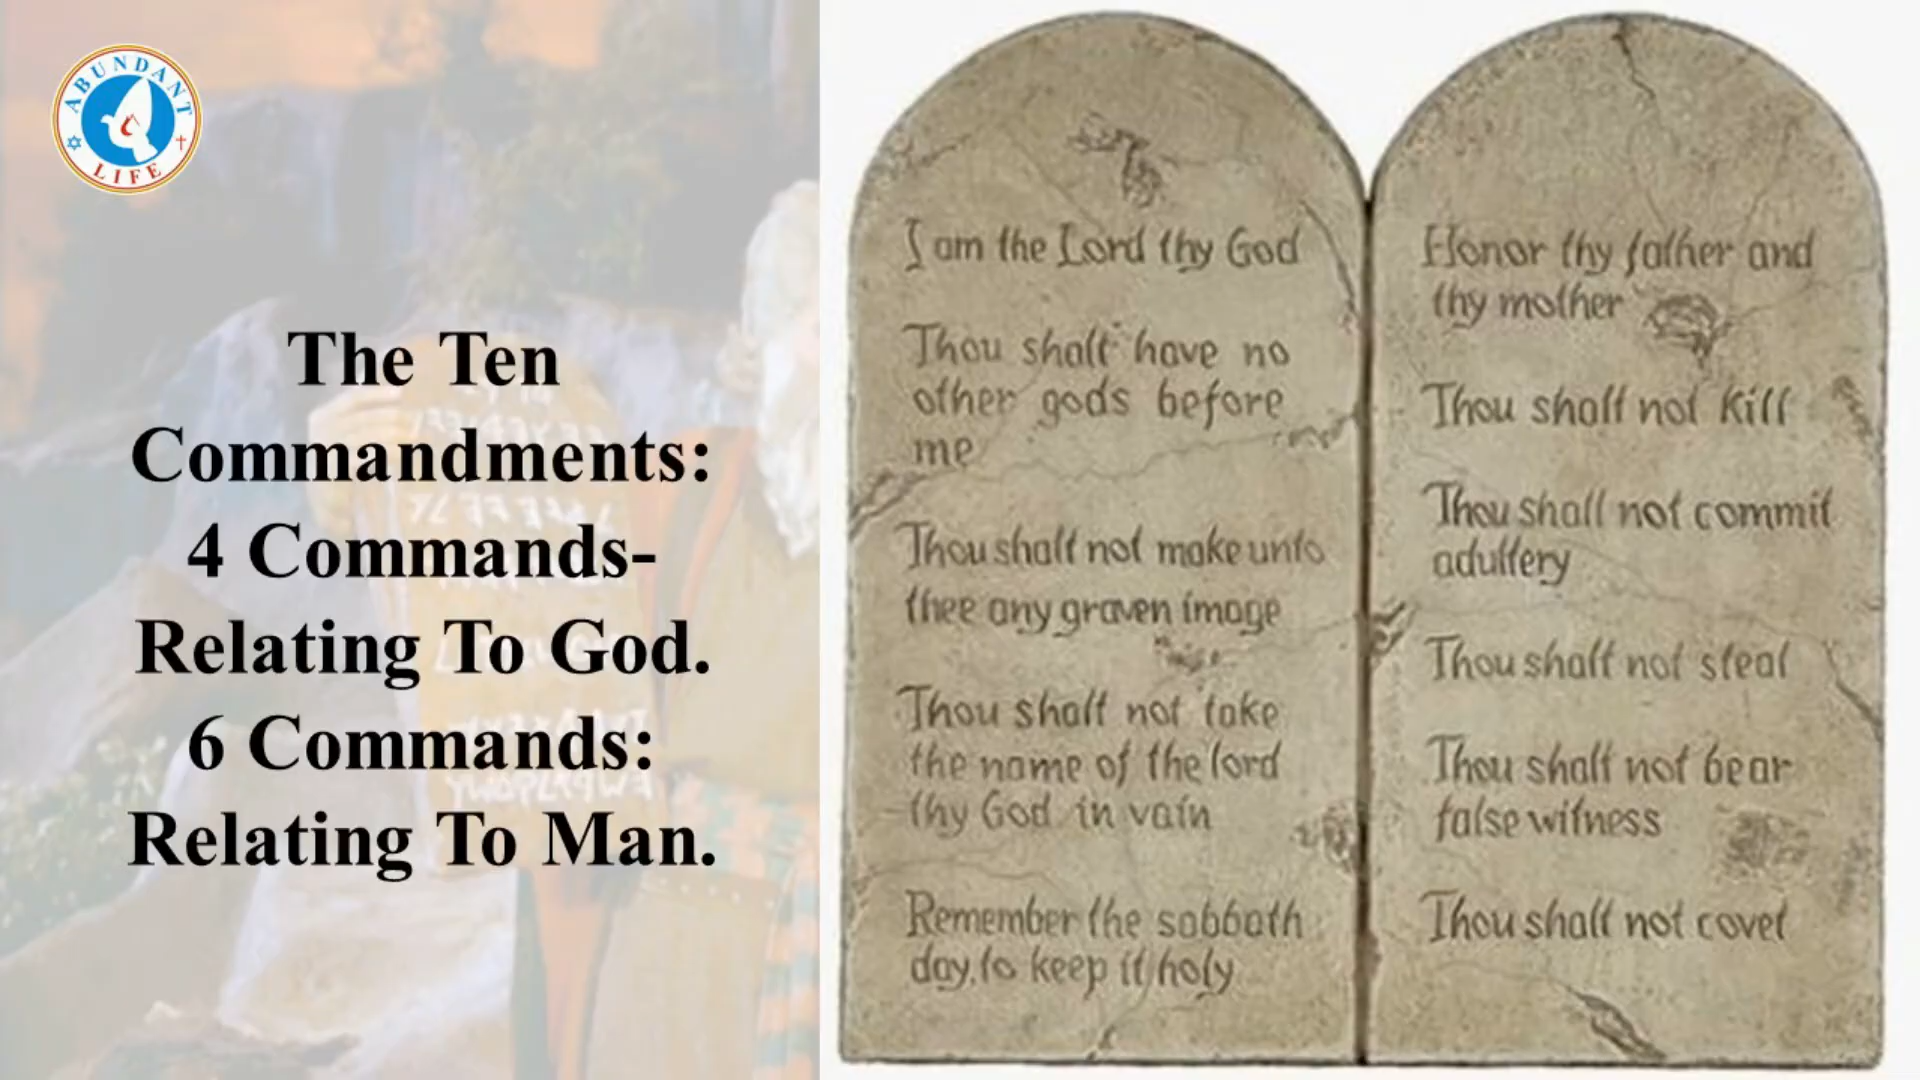 ABUNDANT
LIFE
The Ten
Commandments:
4 Commands-
Relating To God.
6 Commands:
Relating To Man.
I am the Lord thy God
Thou shalt have no
other gods before
me
Thou shalt not make unto
thee any graven image
Thou shalt not take
the name of the lord
thy God in vain
Remember the sabbath
day, to keep it holy
Honor thy father and
thy mother
Thou shalt not kill
Thou shall not commit
adultery
Thou shalt not steal
Thou shalt not bear
false witness
Thou shalt not covet